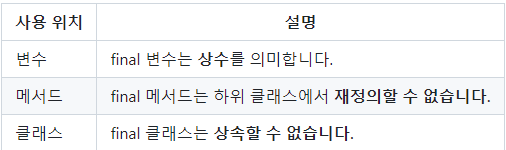 사용 위치 설명
변수 final 변수는 상수를 의미합니다.
메서드 final 메서드는 하위 클래스에서 재정의할 수 없습니다.
클래스 final 클래스는 상속할 수 없습니다.